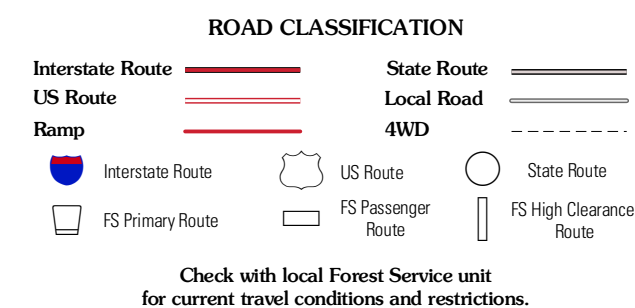 ROAD CLASSIFICATION
Interstate Route
State Route
US Route
Local Road
Ramp
4WD
Interstate Route
US Route
State Route
FS Primary Route
FS Passenger
Route
FS High Clearance
Route
Check with local Forest Service unit
for current travel conditions and restrictions.